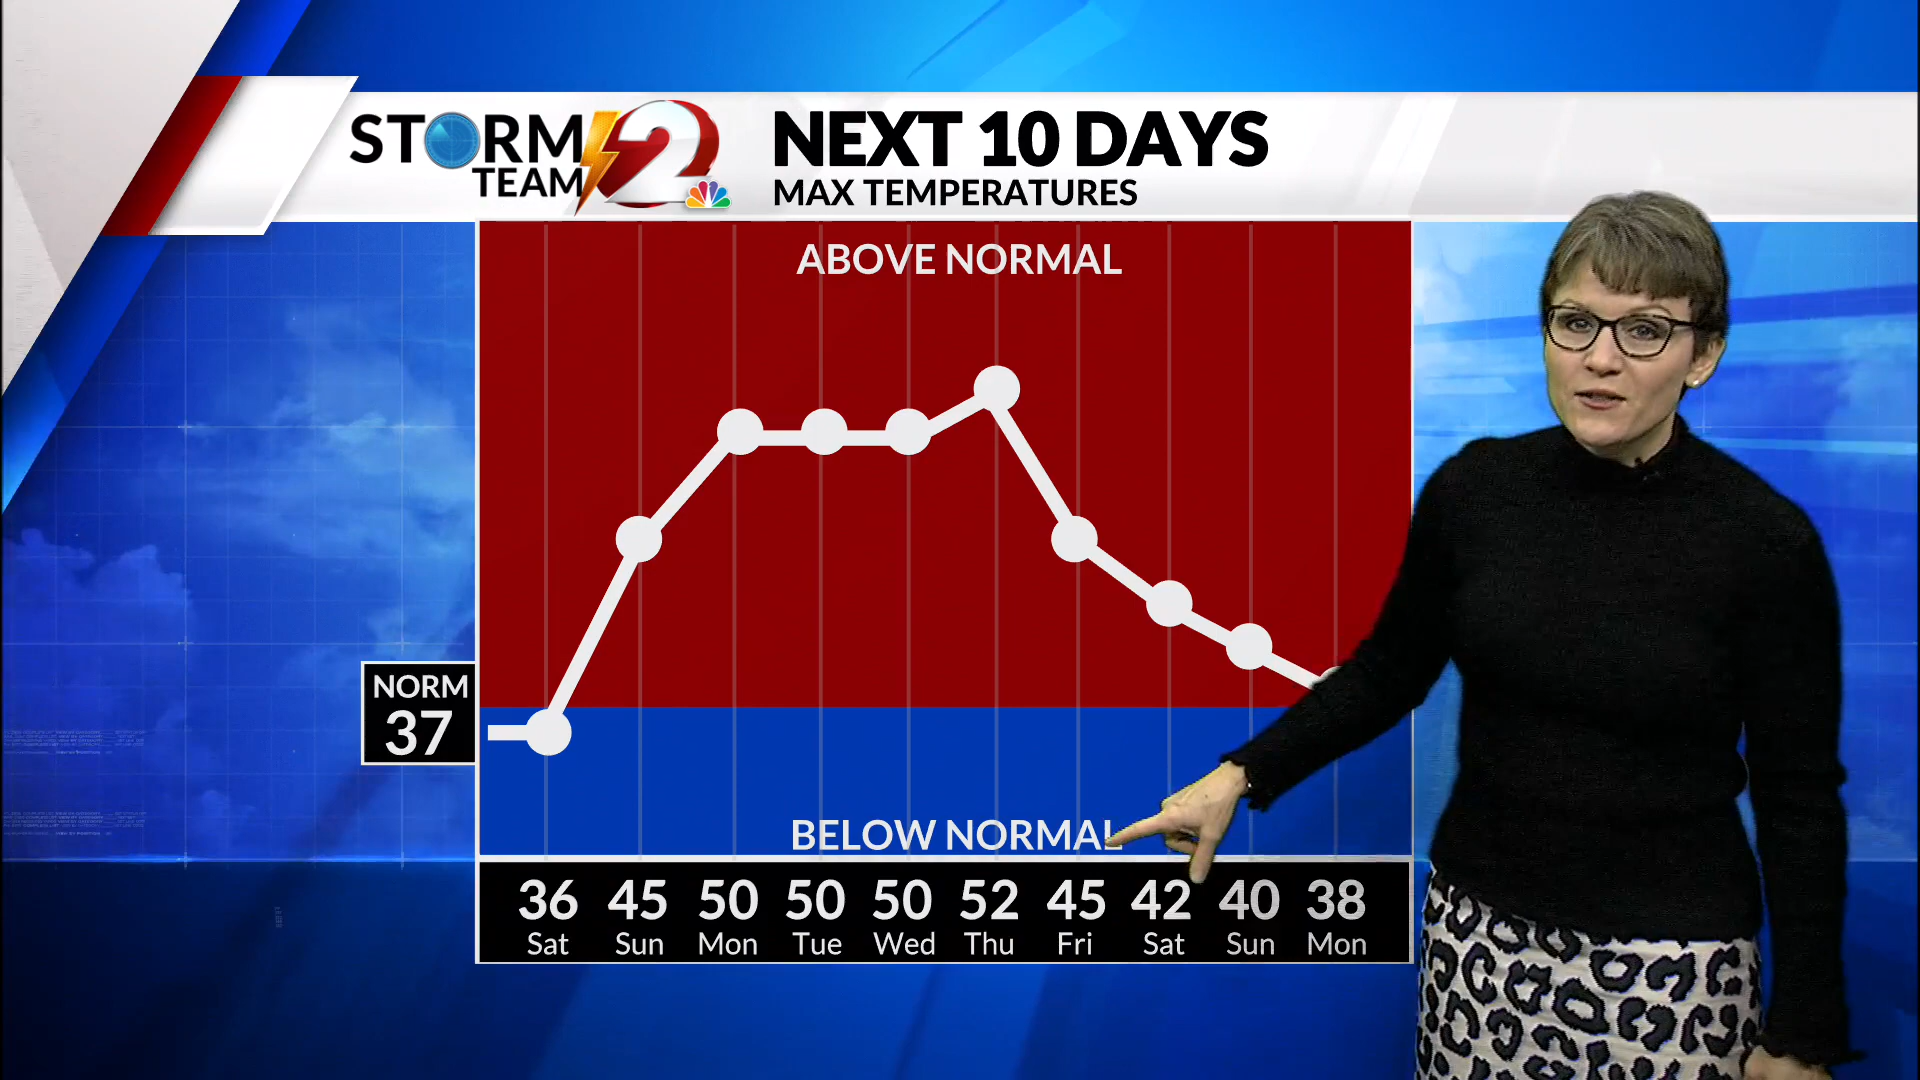 STORM
TEAM
2
NEXT 10 DAYS
MAX TEMPERATURES
ABOVE NORMAL
NORM
37
BELOW NORMAL
36 45 50 50 50 52 45 42 40 38
Sat Sun Mon Tue Wed Thu Fri Sat Sun Mon